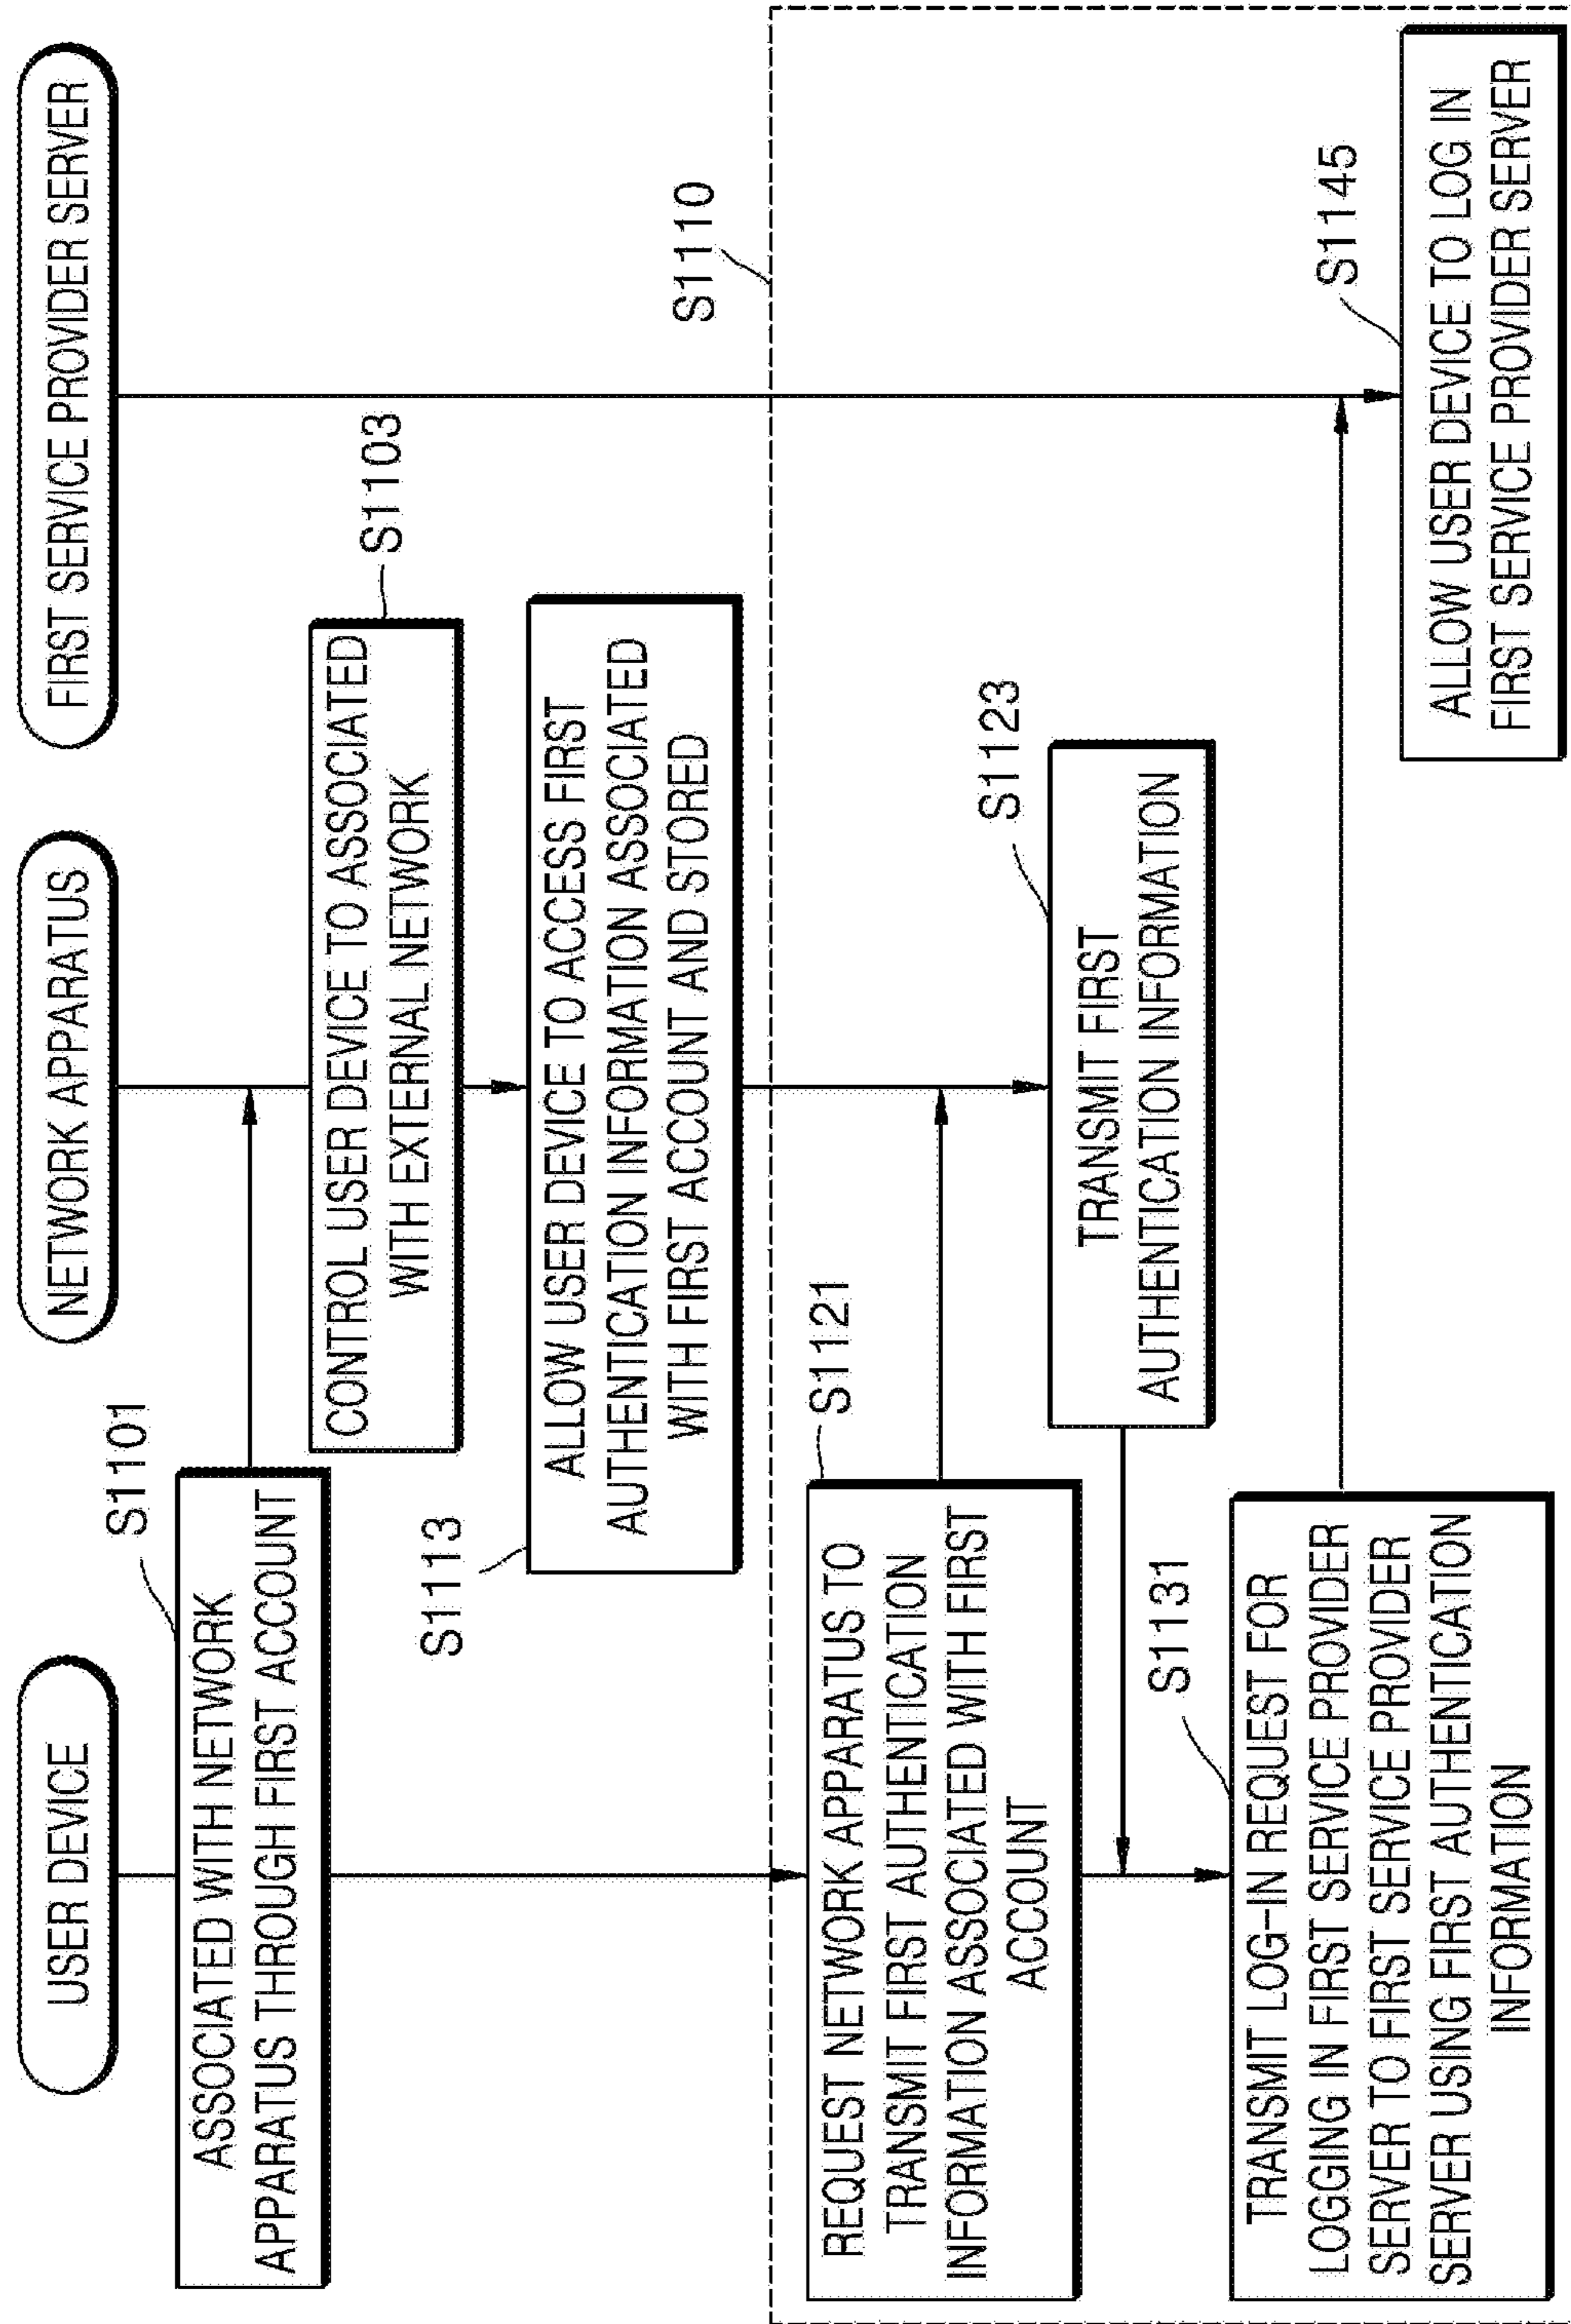 USER DEVICE
NETWORK APPARATUS
FIRST SERVICE PROVIDER SERVER
S1101
ASSOCIATED WITH NETWORK
APPARATUS THROUGH FIRST ACCOUNT
S1103
CONTROL USER DEVICE TO ASSOCIATED
WITH EXTERNAL NETWORK
S1113
ALLOW USER DEVICE TO ACCESS FIRST
AUTHENTICATION INFORMATION ASSOCIATED
WITH FIRST ACCOUNT AND STORED
S1110
S1121
REQUEST NETWORK APPARATUS TO
TRANSMIT FIRST AUTHENTICATION
INFORMATION ASSOCIATED WITH FIRST
ACCOUNT
S1123
TRANSMIT FIRST
AUTHENTICATION INFORMATION
S1131
TRANSMIT LOG-IN REQUEST FOR
LOGGING IN FIRST SERVICE PROVIDER
SERVER TO FIRST SERVICE PROVIDER
SERVER USING FIRST AUTHENTICATION
INFORMATION
S1145
ALLOW USER DEVICE TO LOG IN
FIRST SERVICE PROVIDER SERVER